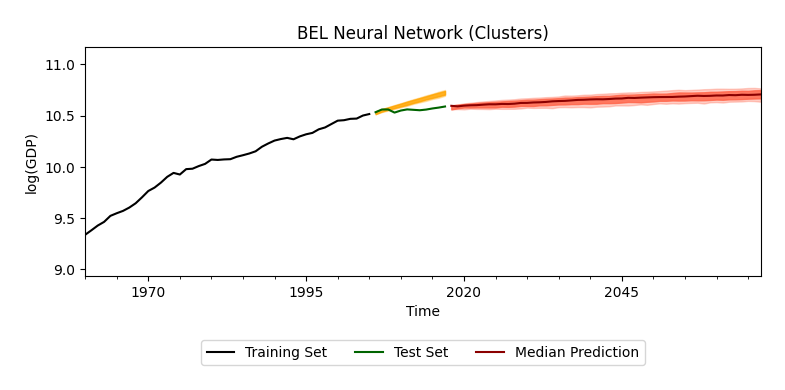 BEL Neural Network (Clusters)
11.0
10.5
10.0
9.5
9.0
log(GDP)
1970 1995 2020 2045
Time
Training Set Test Set Median Prediction